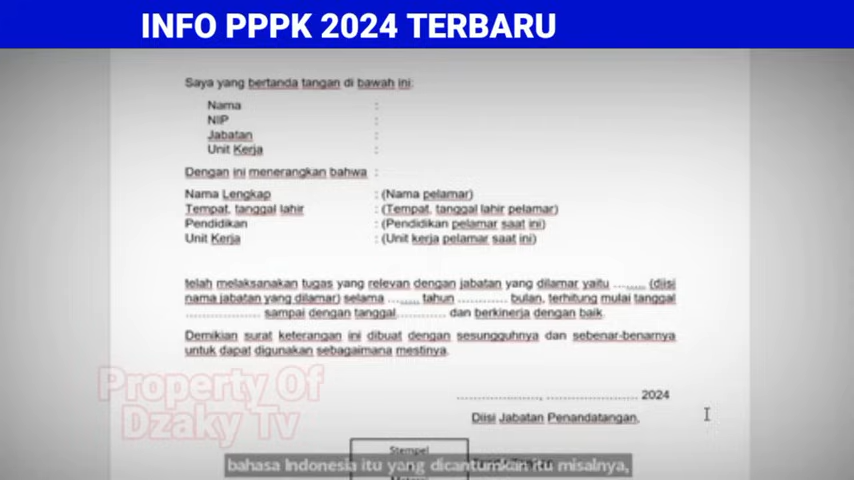 INFO PPPK 2024 TERBARU
Saya yang bertanda tangan di bawah ini:
Nama :
NIP :
Jabatan :
Unit Kerja :
Dengan ini menerangkan bahwa :
Nama Lengkap : (Nama pelamar)
Tempat, tanggal lahir : (Tempat, tanggal lahir pelamar)
Pendidikan : (Pendidikan pelamar saat ini)
Unit Kerja : (Unit kerja pelamar saat ini)
telah melaksanakan tugas yang relevan dengan jabatan yang dilamar yaitu ......... (diisi
nama jabatan yang dilamar) selama ........ tahun ............ bulan, terhitung mulai tanggal
.................. sampai dengan tanggal............. dan berkinerja dengan baik.
Demikian surat keterangan ini dibuat dengan sesungguhnya dan sebenar-benarnya
untuk dapat digunakan sebagaimana mestinya.
Property Of
Dzaky Tv
....................., ....................... 2024
Diisi Jabatan Penandatangan,
Stempel
bahasa Indonesia itu yang dicantumkan itu misalnya,